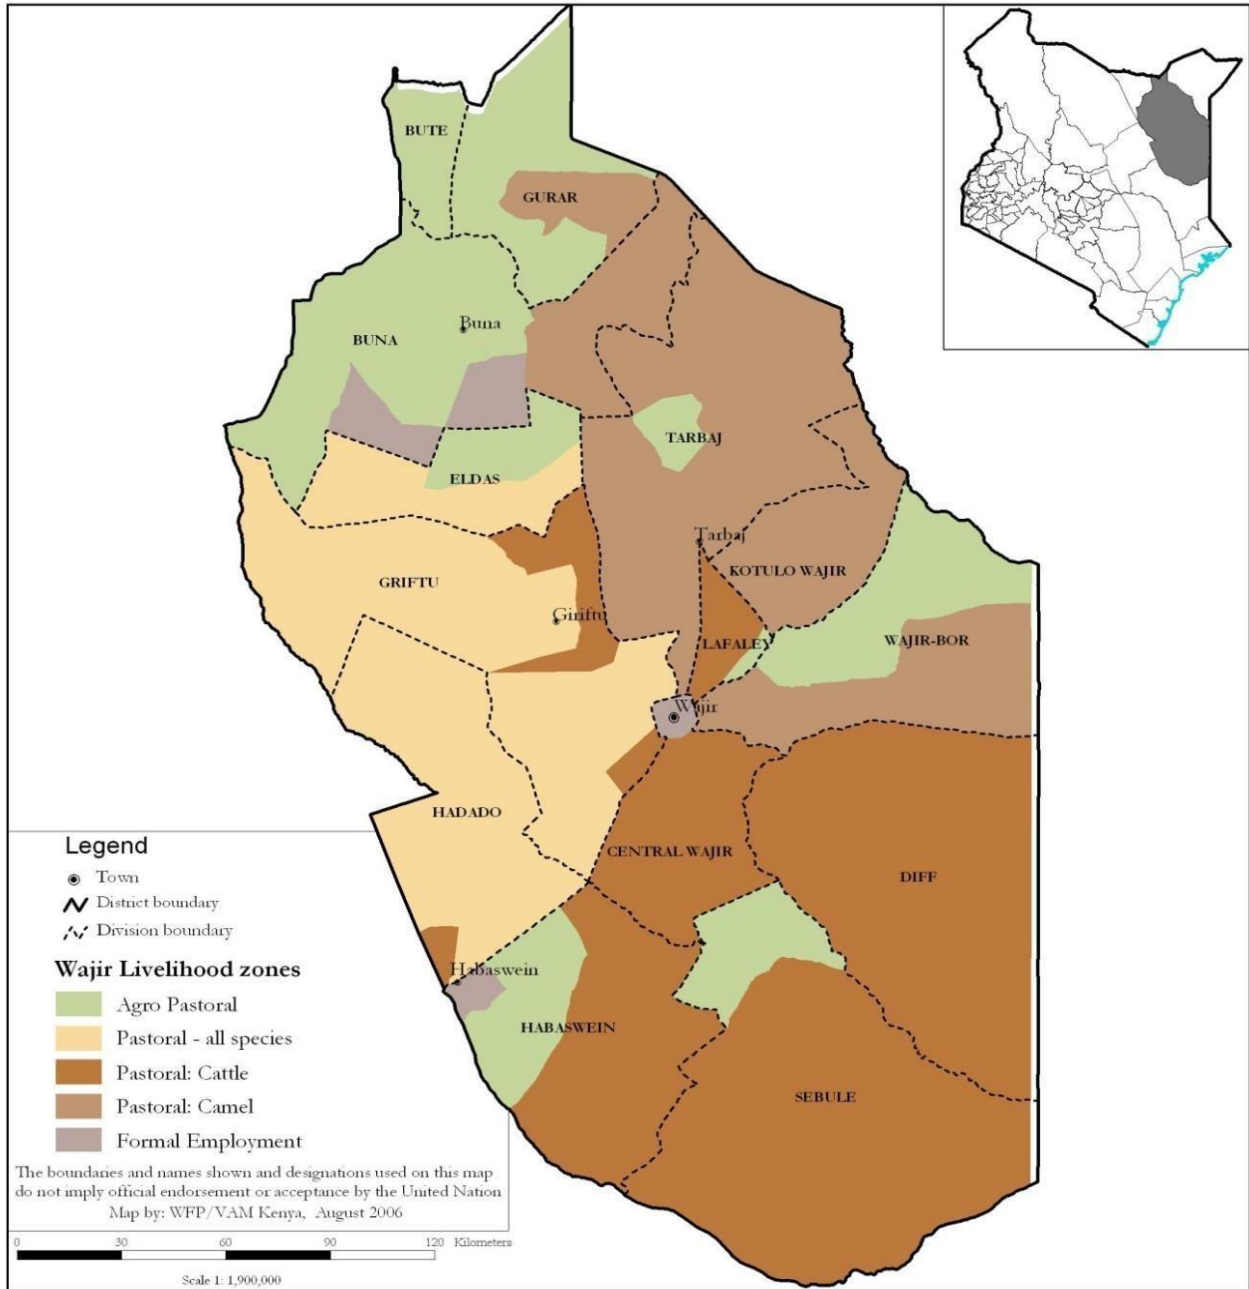 BUTE
GURAR
Buna
BUNA
TARBAJ
ELDAS
Tarbaj
KOTULO WAJIR
GRIFTU
Giriftu
LAFALEY
WAJIR-BOR
Wajir
HADADO
CENTRAL WAJIR
DIFF
Habaswein
HABASWEIN
SEBULE
Legend
Town
District boundary
Division boundary
Wajir Livelihood zones
Agro Pastoral
Pastoral - all species
Pastoral: Cattle
Pastoral: Camel
Formal Employment
The boundaries and names shown and designations used on this map
do not imply official endorsement or acceptance by the United Nation
Map by: WFP/VAM Kenya, August 2006
0 30 60 90 120 Kilometers
Scale 1: 1,900,000